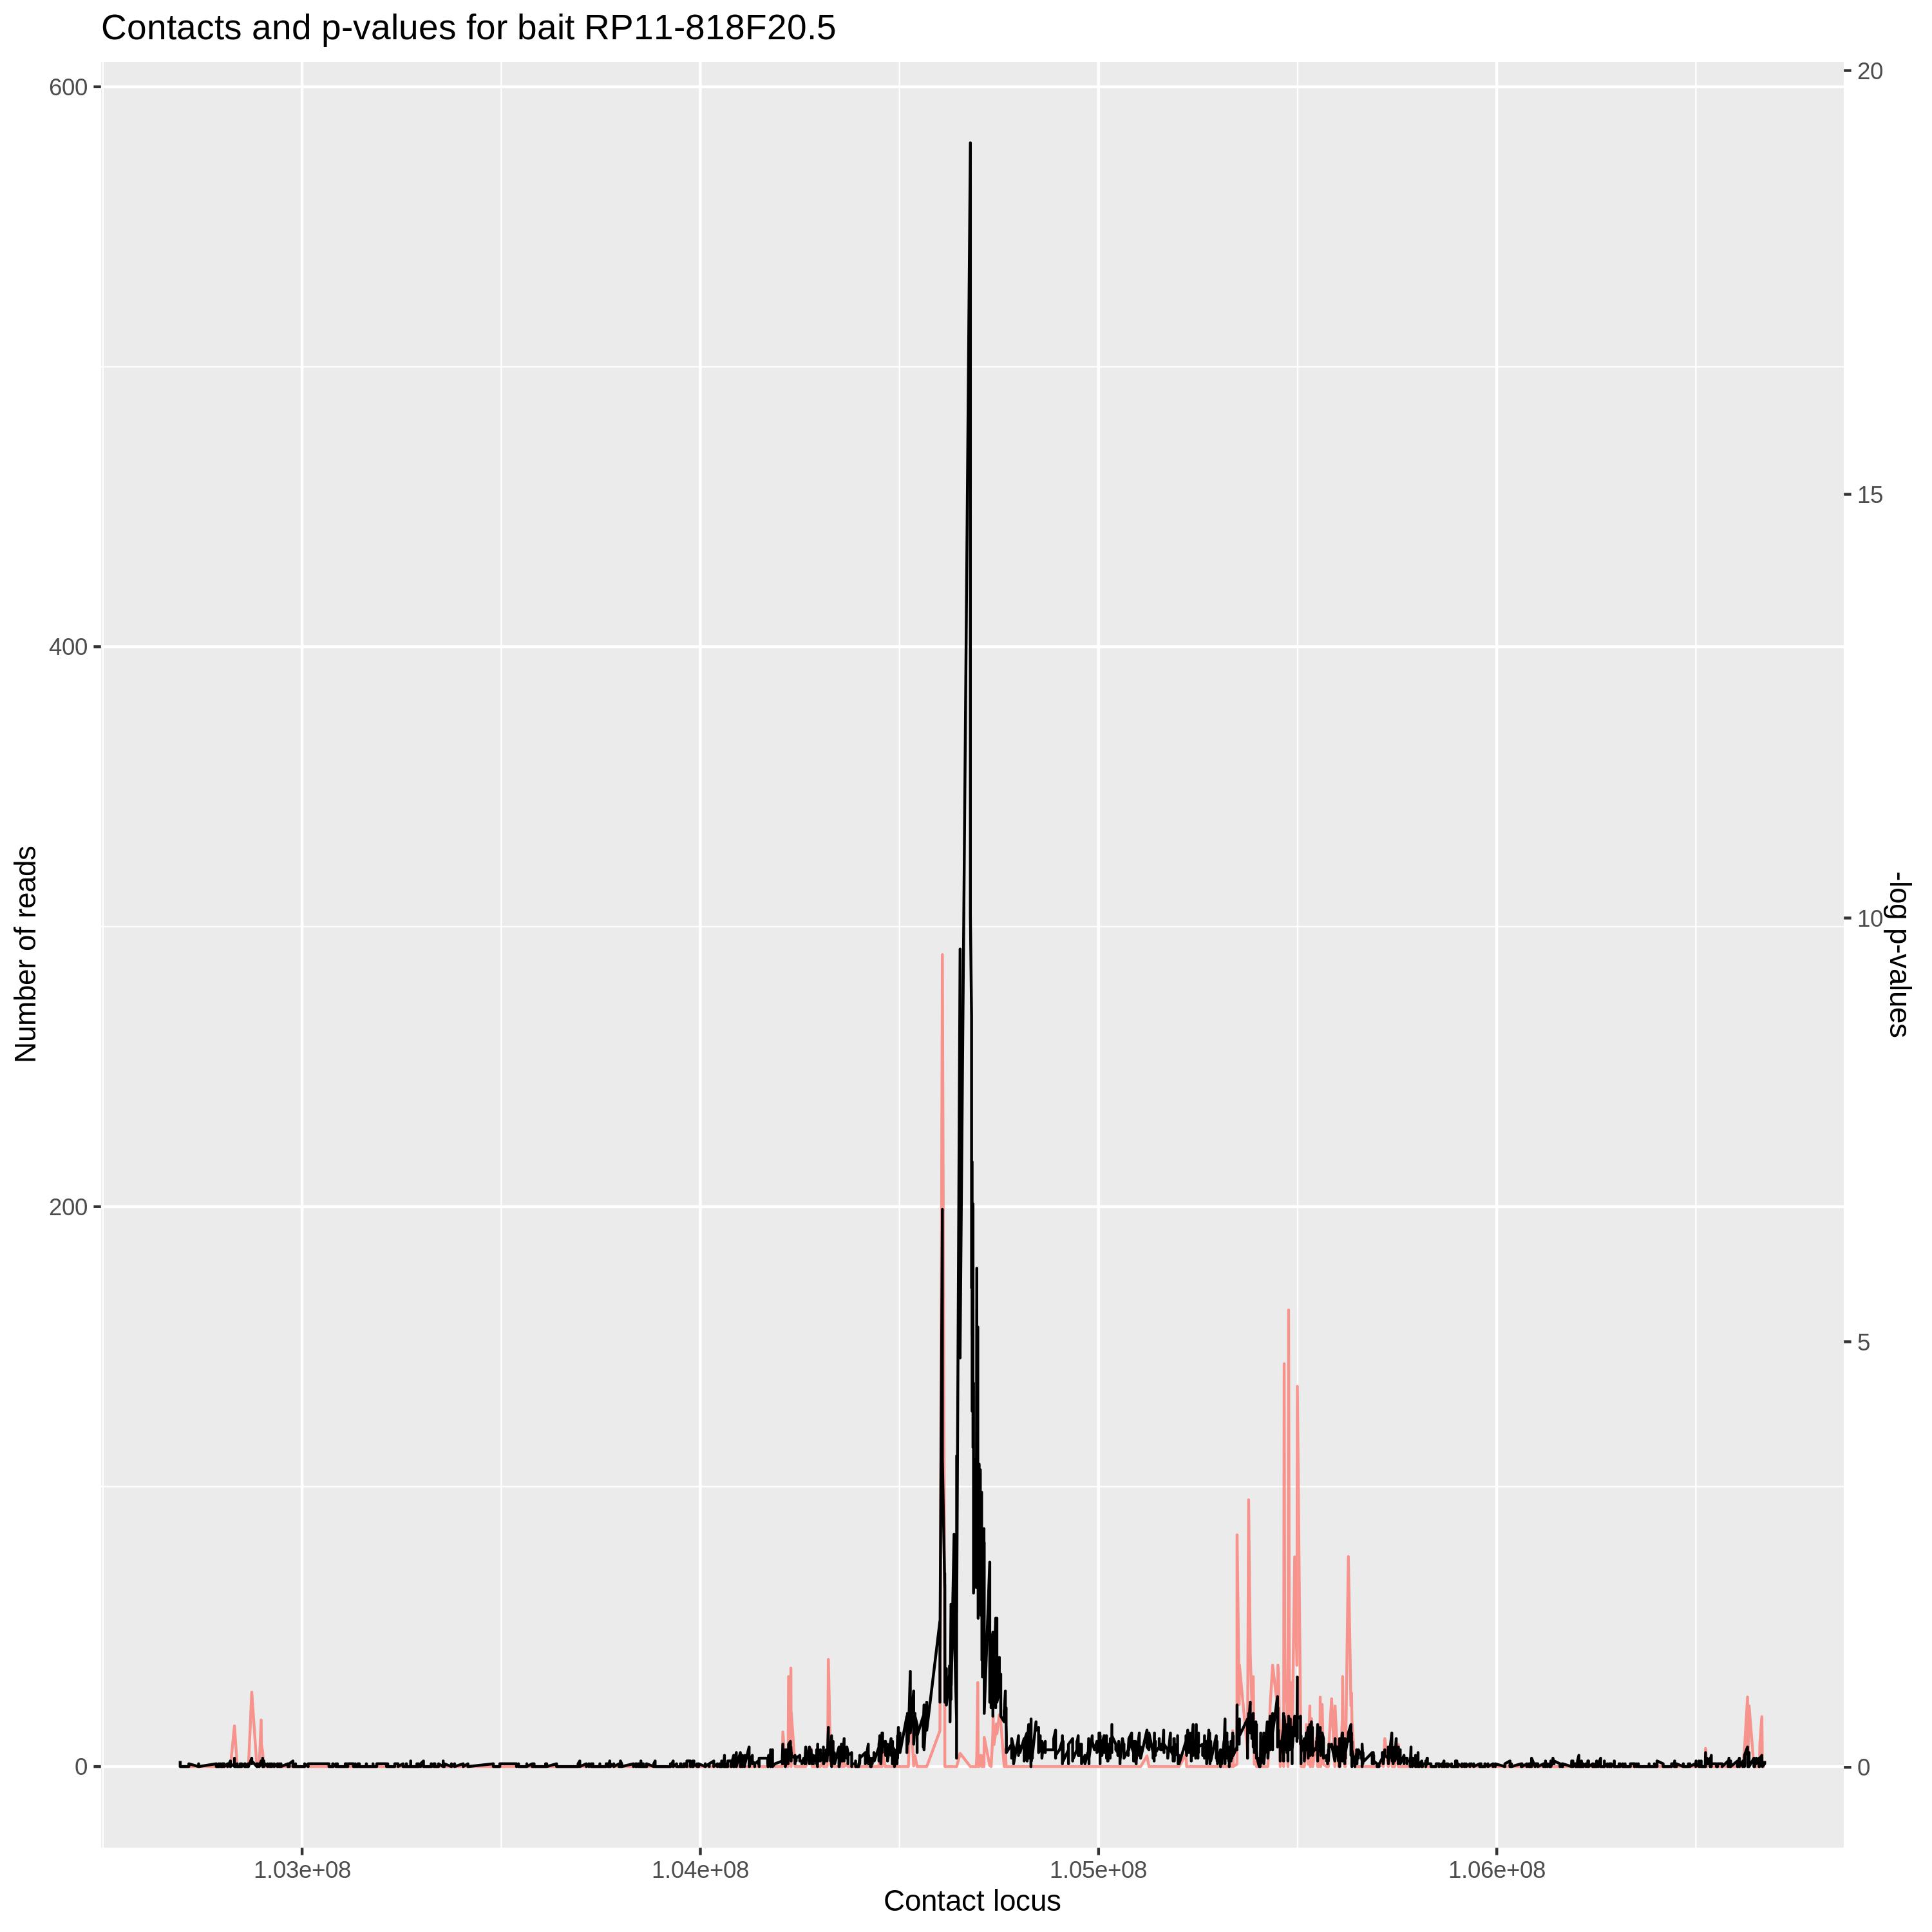 Contacts and p-values for bait RP11-818F20.5
600
400
200
0
Number of reads
20
15
10
5
0
-log p-values
1.03e+08
1.04e+08
1.05e+08
1.06e+08
Contact locus